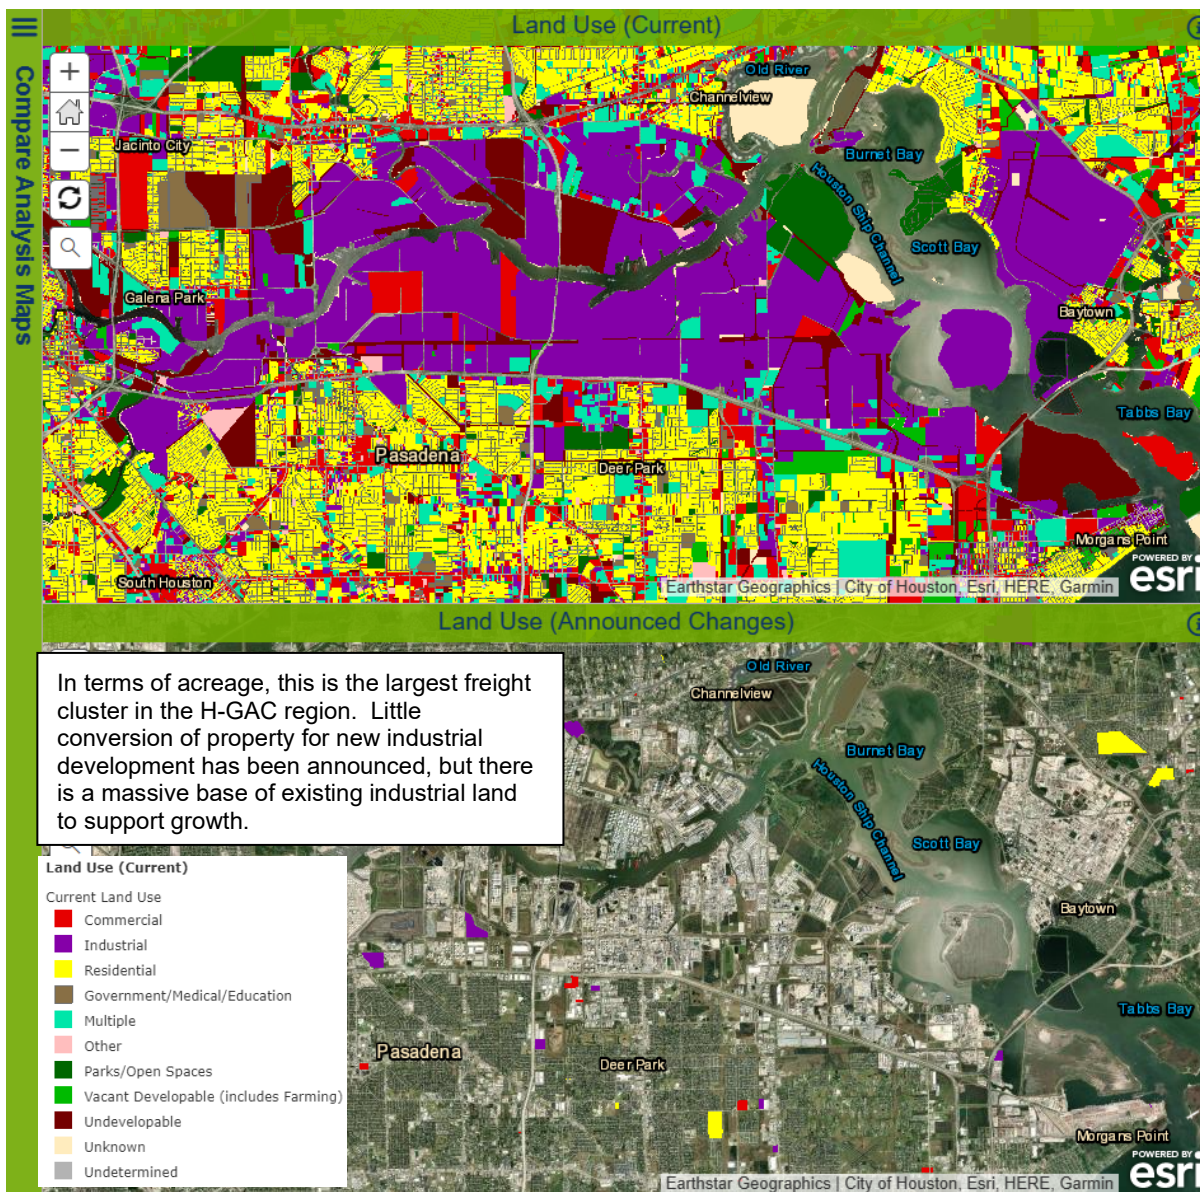 Land Use (Current)
Compare Analysis Maps
Old River
Channelview
Jacinto City
Burnet Bay
Houston Ship Channel
Scott Bay
Galena Park
Baytown
Tabbs Bay
Pasadena
Deer Park
Morgans Point
South Houston
POWERED BY
esri
Earthstar Geographics | City of Houston, Esri, HERE, Garmin
Land Use (Announced Changes)
In terms of acreage, this is the largest freight
cluster in the H-GAC region. Little
conversion of property for new industrial
development has been announced, but there
is a massive base of existing industrial land
to support growth.
Old River
Channelview
Burnet Bay
Houston Ship Channel
Scott Bay
Baytown
Tabbs Bay
Pasadena
Deer Park
Morgans Point
Land Use (Current)
Current Land Use
Commercial
Industrial
Residential
Government/Medical/Education
Multiple
Other
Parks/Open Spaces
Vacant Developable (includes Farming)
Undevelopable
Unknown
Undetermined
POWERED BY
esri
Earthstar Geographics | City of Houston, Esri, HERE, Garmin